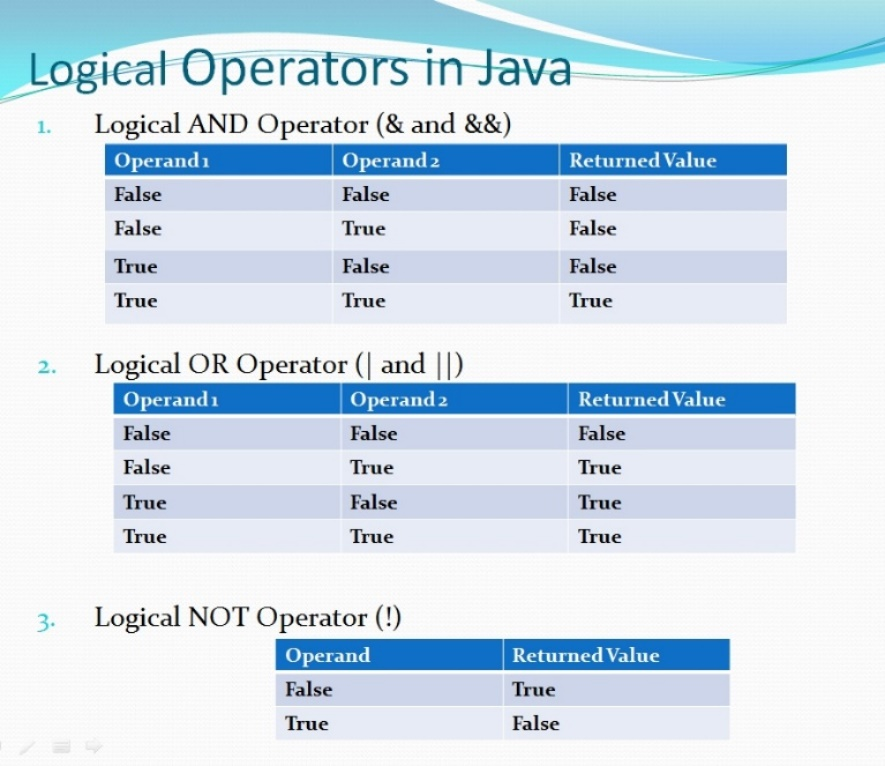 Logical Operators in Java
1. Logical AND Operator (& and &&)
Operand1 Operand2 Returned Value
False False False
False True False
True False False
True True True
2. Logical OR Operator (| and ||)
Operand1 Operand2 Returned Value
False False False
False True True
True False True
True True True
3. Logical NOT Operator (!)
Operand Returned Value
False True
True False